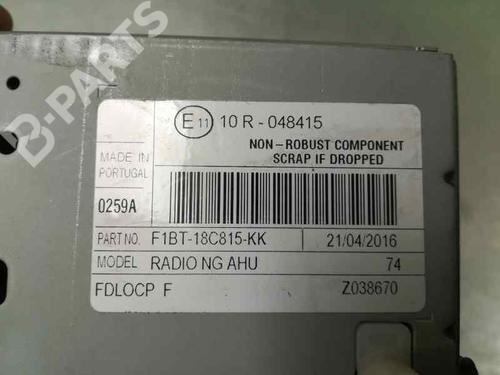 B-PARTS
E 11 10 R - 048415
NON-ROBUST COMPONENT
SCRAP IF DROPPED
MADE IN
PORTUGAL
0259A
PART NO. F1BT-18C815-KK 21/04/2016
MODEL RADIO NG AHU 74
FDLOCP F Z038670
B-PARTS